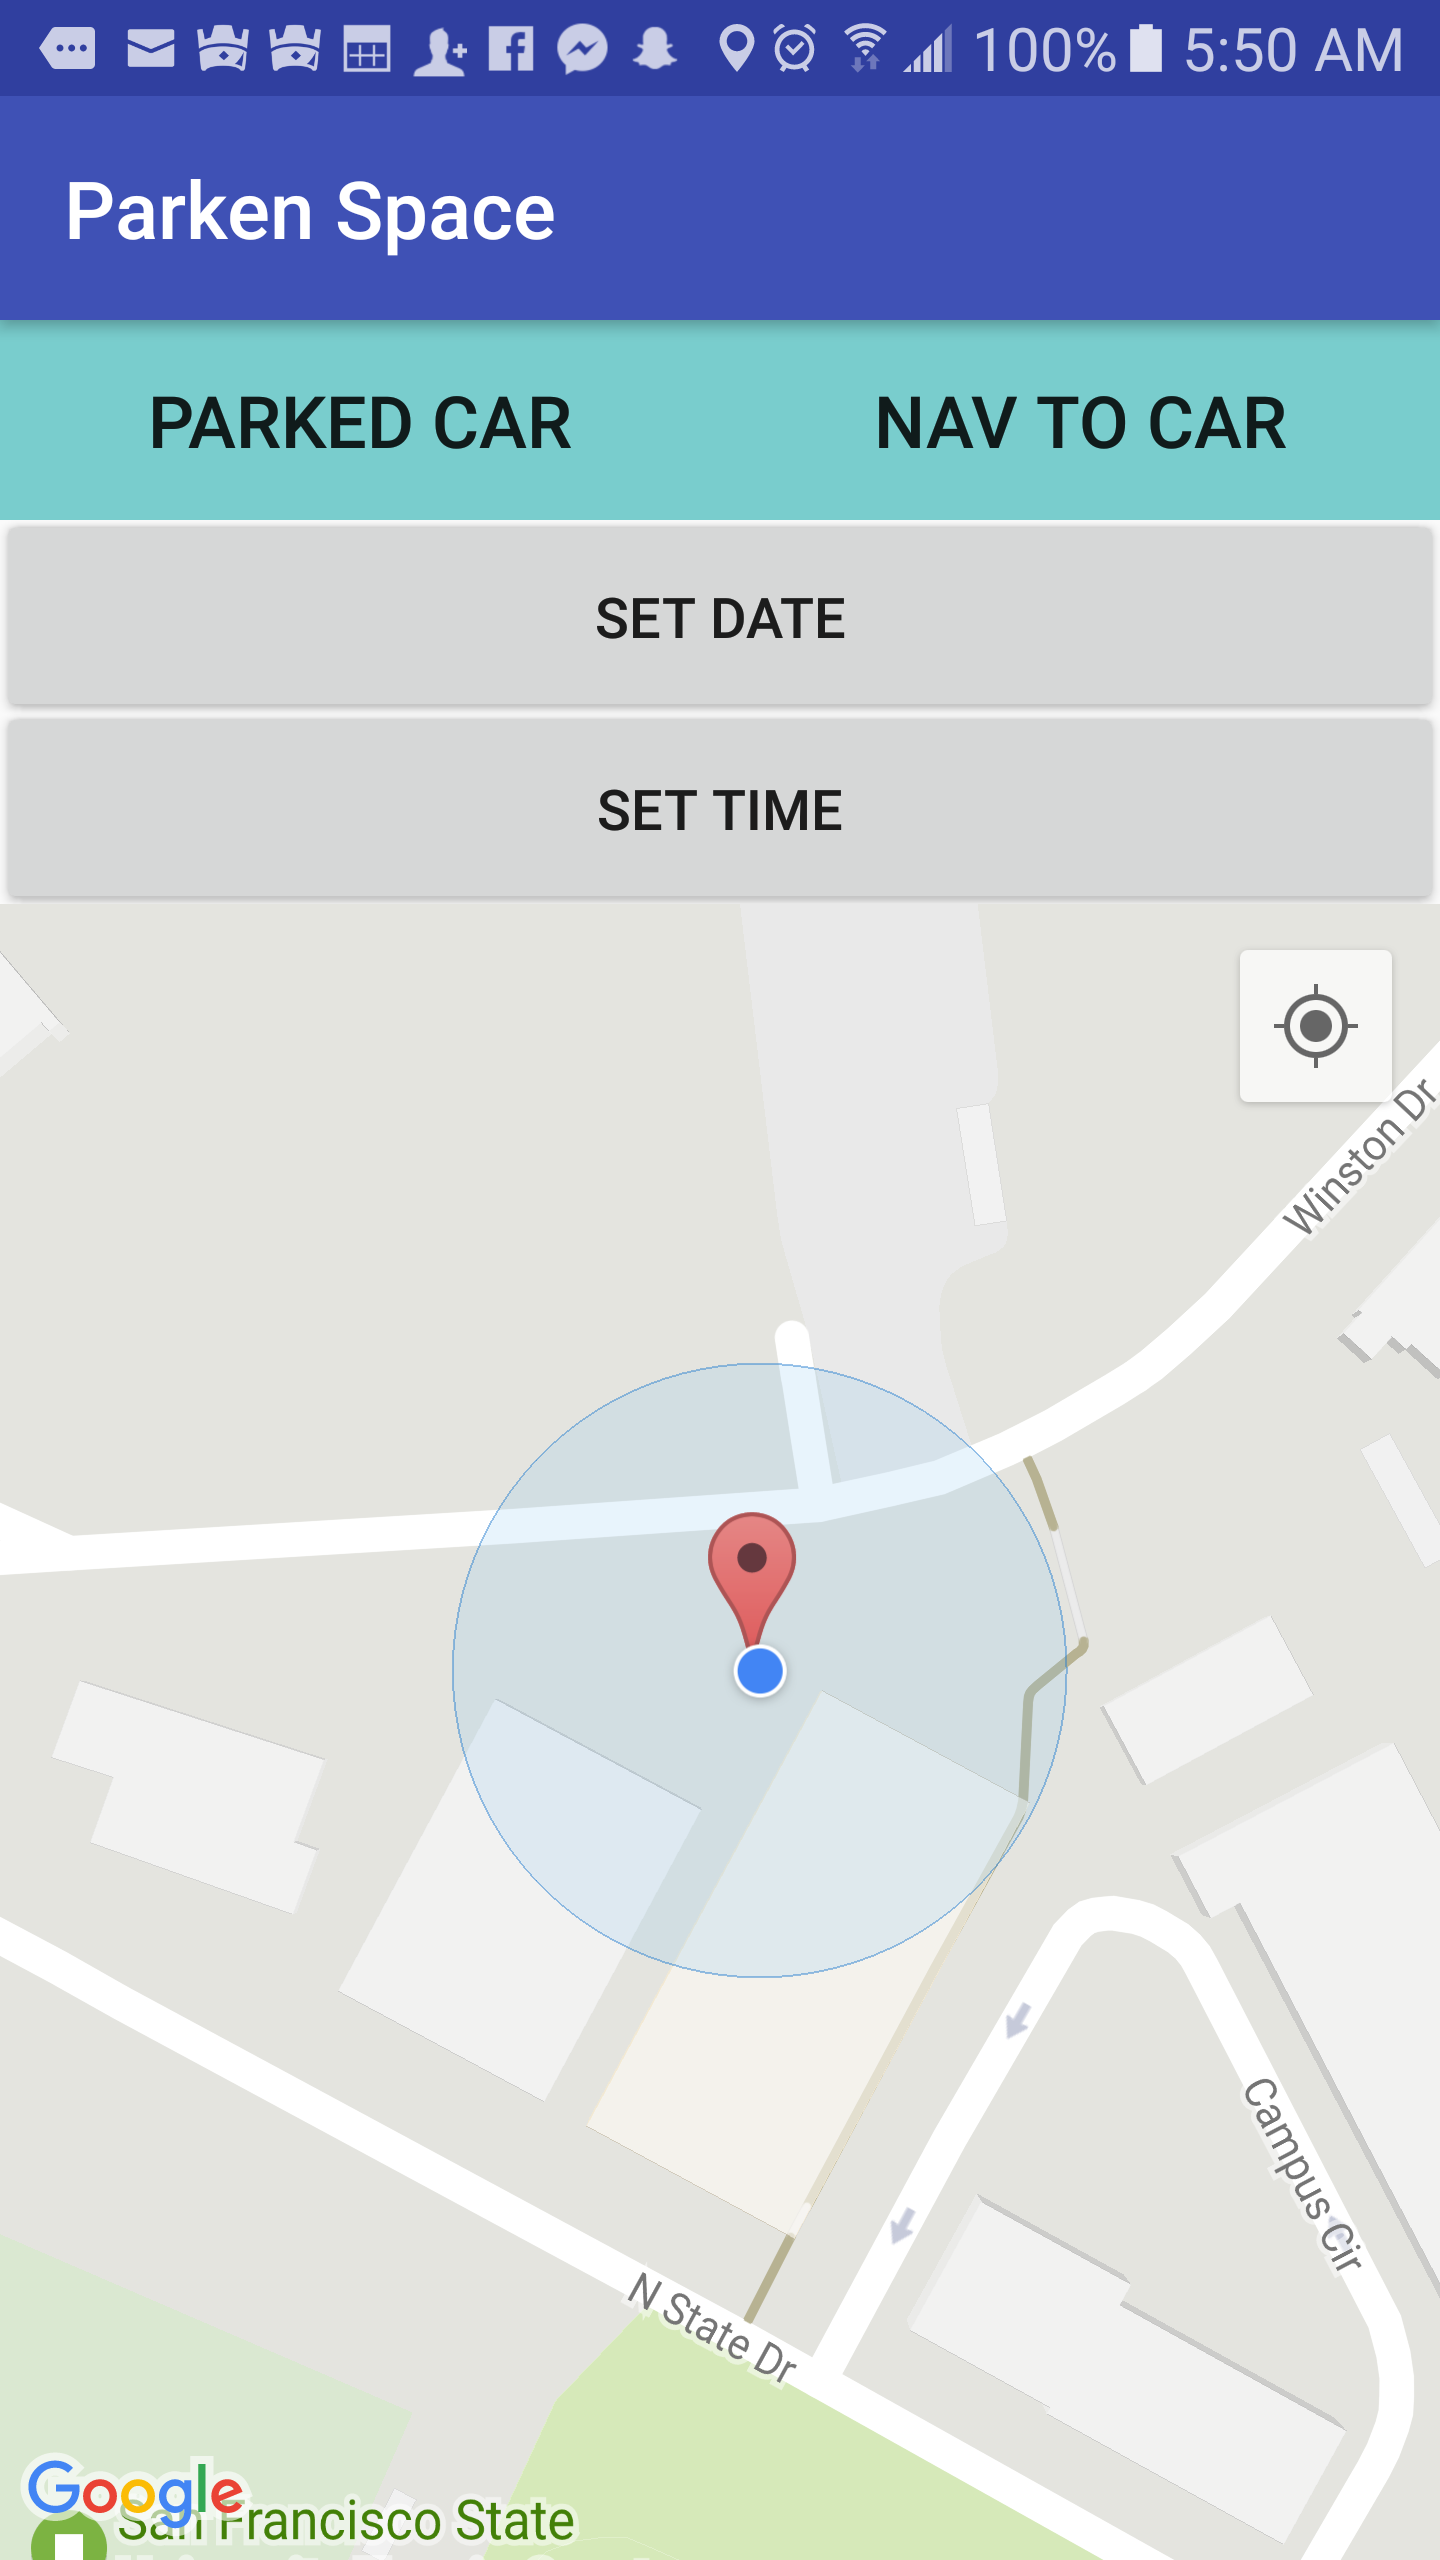 100% 5:50 AM
Parken Space
PARKED CAR NAV TO CAR
SET DATE
SET TIME
Winston Dr
Campus Cir
N State Dr
Google
San Francisco State